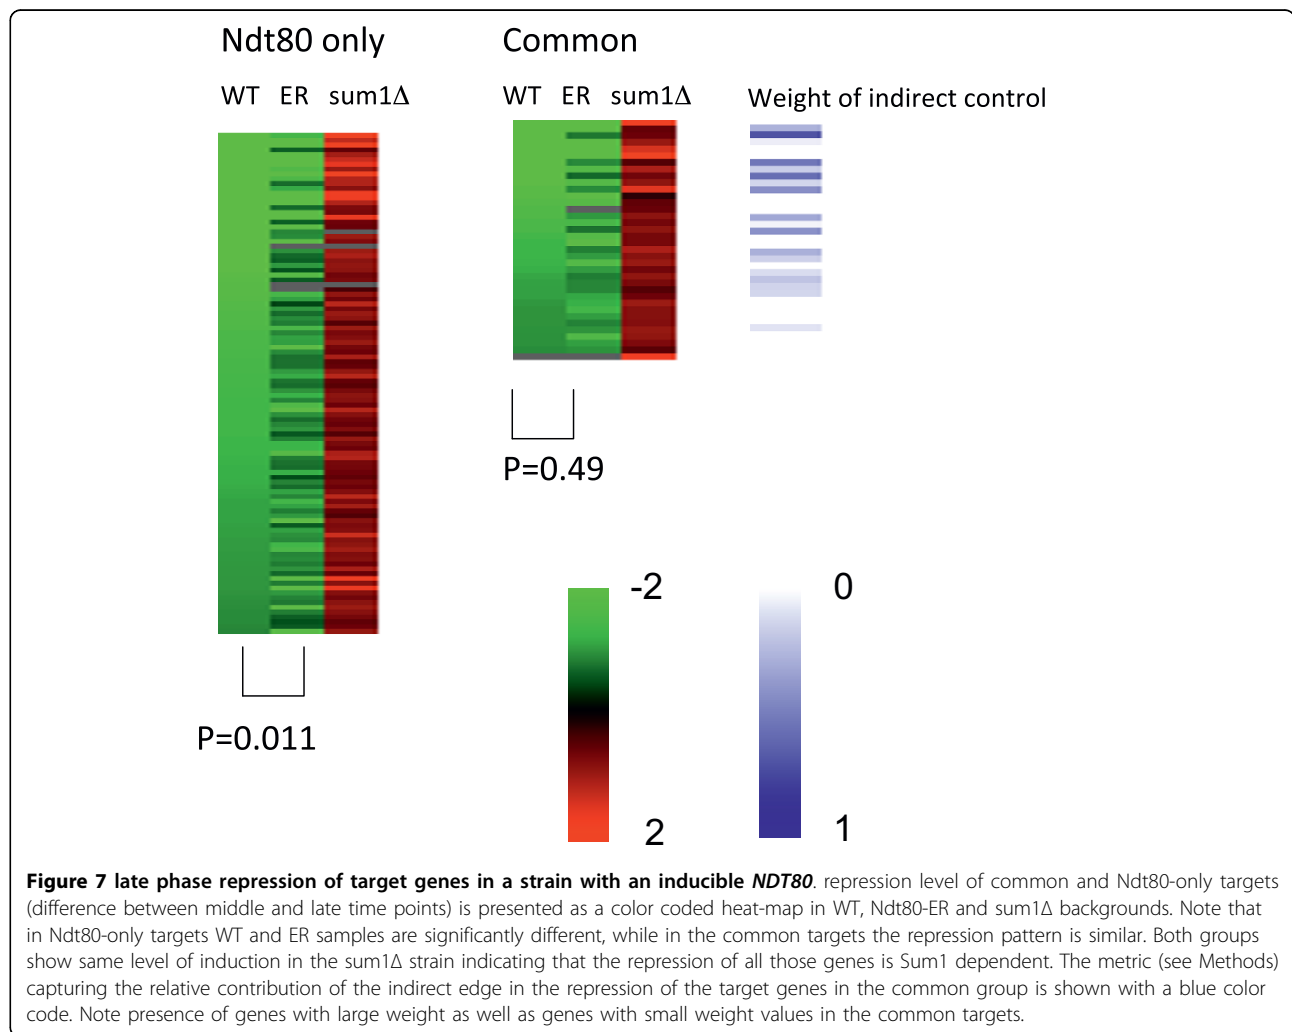 Ndt80 only
Common
WT ER sum1Δ
WT ER sum1Δ
Weight of indirect control
P=0.49
P=0.011
-2
2
0
1
Figure 7 late phase repression of target genes in a strain with an inducible NDT80. repression level of common and Ndt80-only targets
(difference between middle and late time points) is presented as a color coded heat-map in WT, Ndt80-ER and sum1Δ backgrounds. Note that
in Ndt80-only targets WT and ER samples are significantly different, while in the common targets the repression pattern is similar. Both groups
show same level of induction in the sum1Δ strain indicating that the repression of all those genes is Sum1 dependent. The metric (see Methods)
capturing the relative contribution of the indirect edge in the repression of the target genes in the common group is shown with a blue color
code. Note presence of genes with large weight as well as genes with small weight values in the common targets.